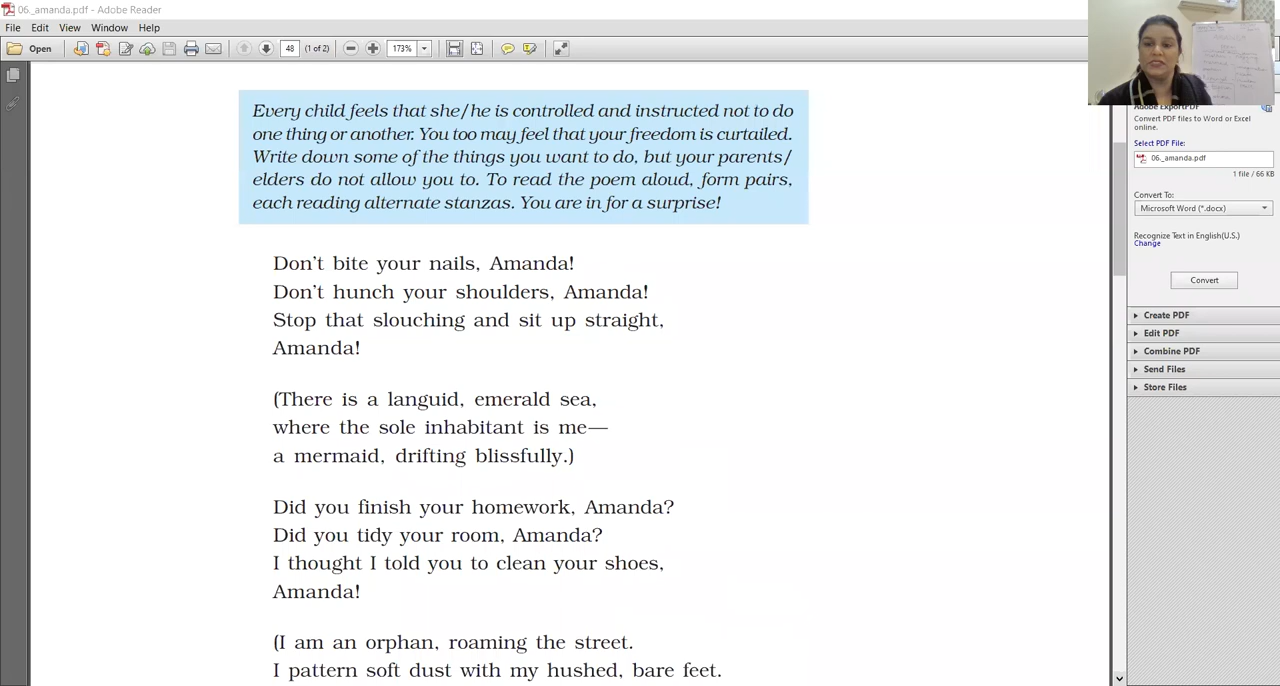 06._amanda.pdf - Adobe Reader
File Edit View Window Help
Open 48 (1 of 2) 173%
Every child feels that she/he is controlled and instructed not to do
one thing or another. You too may feel that your freedom is curtailed.
Write down some of the things you want to do, but your parents/
elders do not allow you to. To read the poem aloud, form pairs,
each reading alternate stanzas. You are in for a surprise!
Don't bite your nails, Amanda!
Don't hunch your shoulders, Amanda!
Stop that slouching and sit up straight,
Amanda!
(There is a languid, emerald sea,
where the sole inhabitant is me—
a mermaid, drifting blissfully.)
Did you finish your homework, Amanda?
Did you tidy your room, Amanda?
I thought I told you to clean your shoes,
Amanda!
(I am an orphan, roaming the street.
I pattern soft dust with my hushed, bare feet.
Adobe ExportPDF
Convert PDF files to Word or Excel
online.
Select PDF File:
06._amanda.pdf
1 file / 66 KB
Convert To:
Microsoft Word (*.docx)
Recognize Text in English(U.S.)
Change
Convert
Create PDF
Edit PDF
Combine PDF
Send Files
Store Files